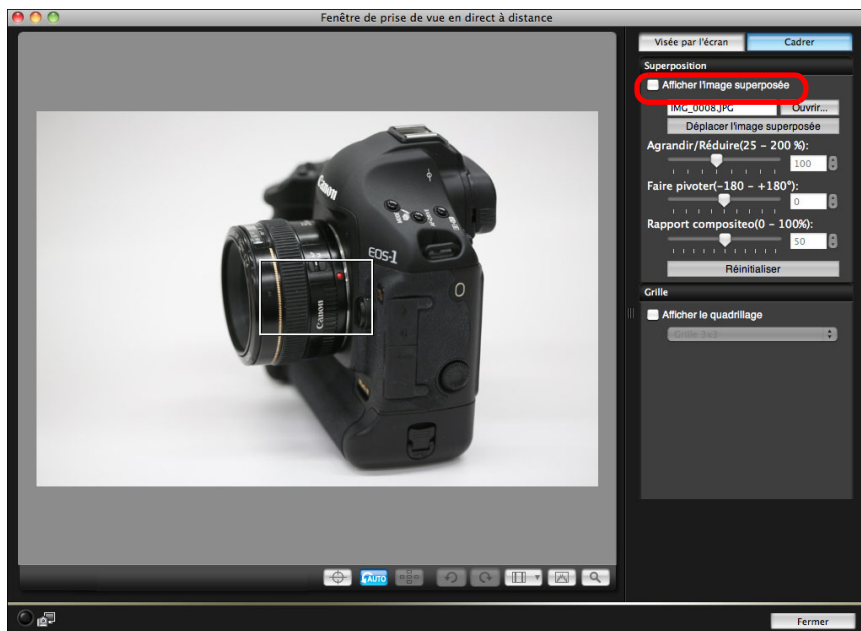 Fenêtre de prise de vue en direct à distance
Visée par l'écran
Cadrer
Superposition
Afficher l'image superposée
IMG_0008.JPG
Ouvrir...
Déplacer l'image superposée
Agrandir/Réduire(25 – 200 %):
100
Faire pivoter(–180 – +180°):
0
Rapport compositeo(0 – 100%):
50
Réinitialiser
Grille
Afficher le quadrillage
Grille 3x3
Canon
EOS-1
Canon
AUTO
Fermer